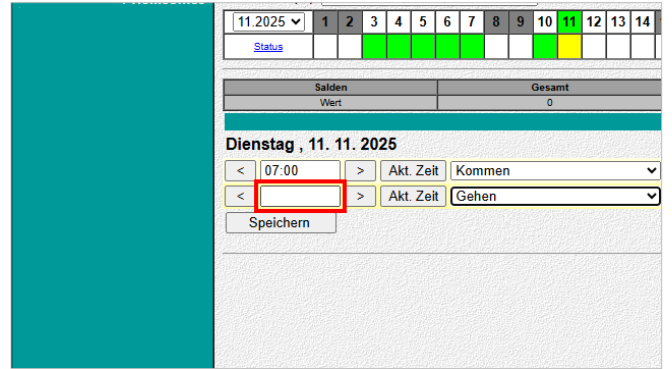 11.2025 1 2 3 4 5 6 7 8 9 10 11 12 13 14
Status
Salden Gesamt
Wert 0
Dienstag , 11. 11. 2025
< 07:00 > Akt. Zeit Kommen
< > Akt. Zeit Gehen
Speichern